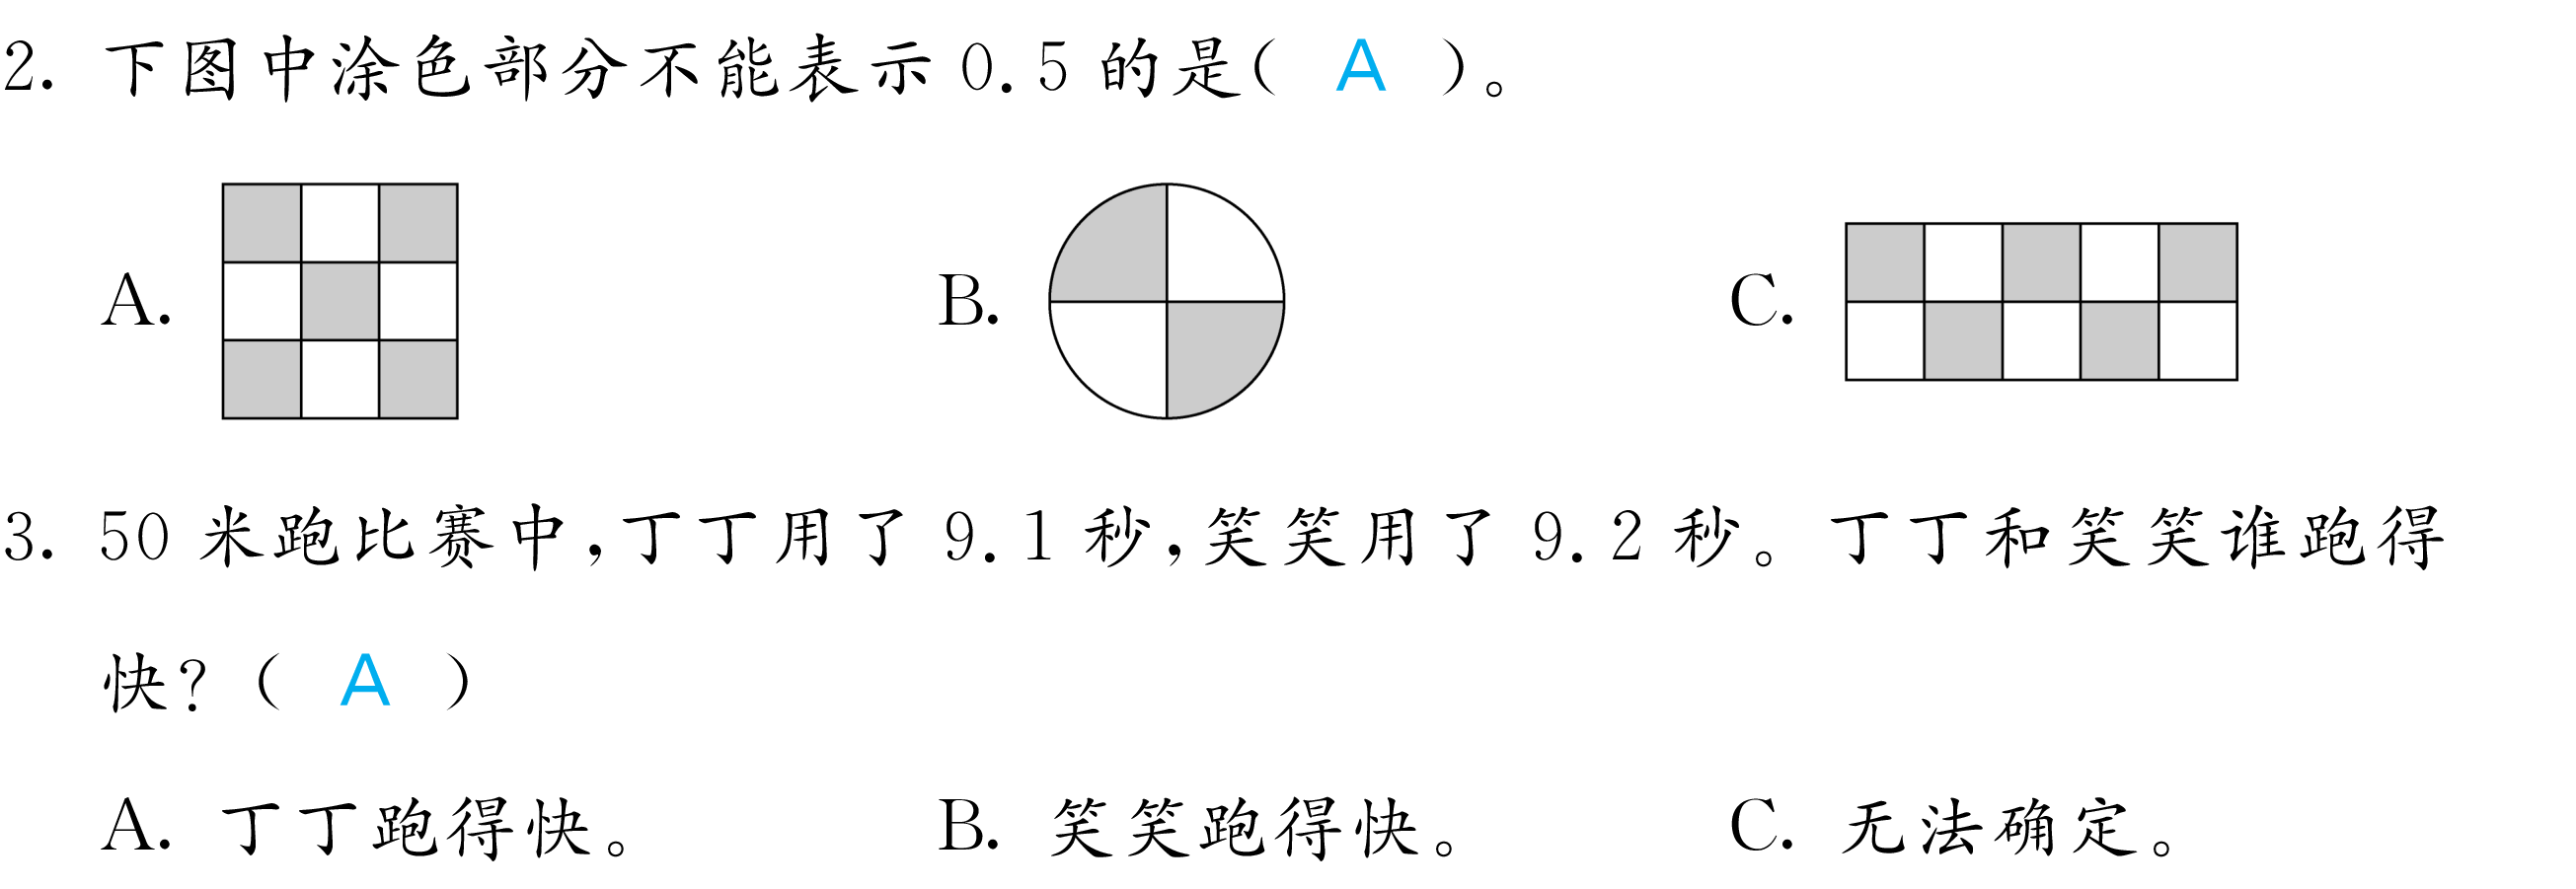 2. 下图中涂色部分不能表示 0.5 的是( A )。
A. B. C.
3. 50 米跑比赛中,丁丁用了 9.1 秒,笑笑用了 9.2 秒。丁丁和笑笑谁跑得
快?( A )
A. 丁丁跑得快。 B. 笑笑跑得快。 C. 无法确定。